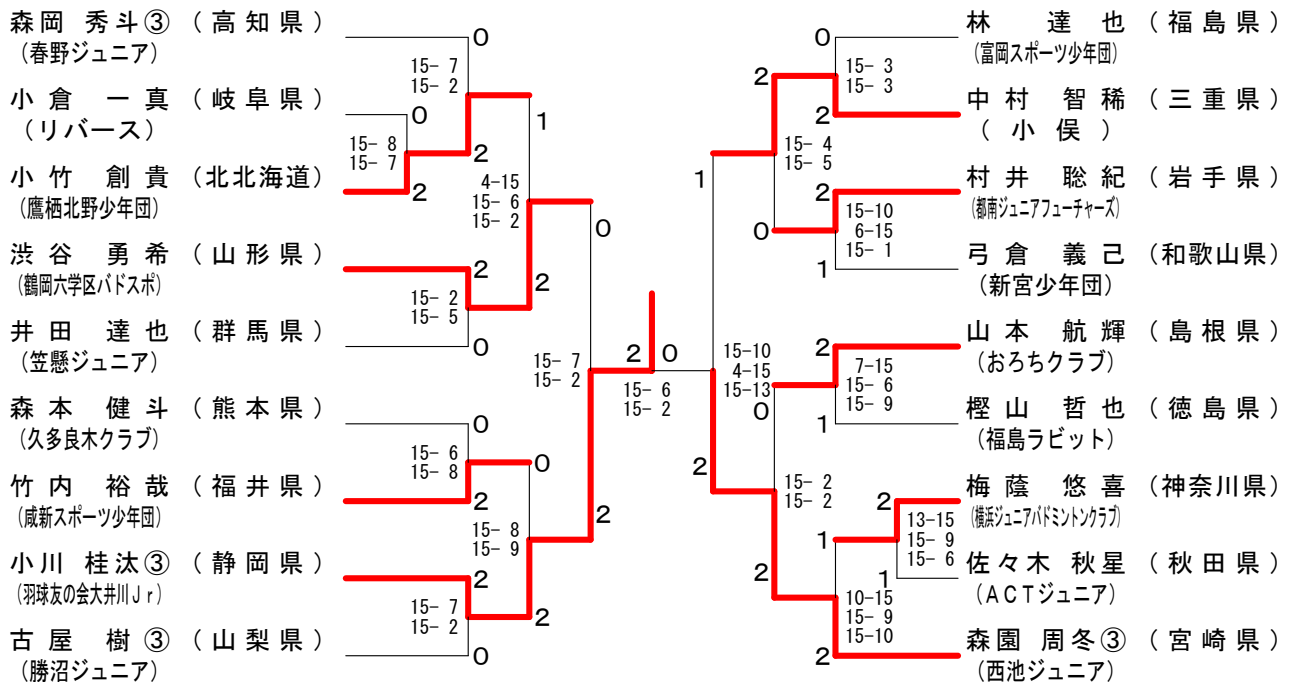 森岡 秀斗③ (高知県)
(春野ジュニア)
0
15- 7
15- 2
小倉 一真 (岐阜県)
(リバース)
0
1
15- 8
15- 7
2
小竹 創貴 (北北海道)
(鷹栖北野少年団)
2
4-15
15- 6
15- 2
0
渋谷 勇希 (山形県)
(鶴岡六学区バドスポ)
2
2
15- 2
15- 5
井田 達也 (群馬県)
(笠懸ジュニア)
0
15- 7
15- 2
2
0
15- 6
15- 2
森本 健斗 (熊本県)
(久多良木クラブ)
0
15- 6
15- 8
0
竹内 裕哉 (福井県)
(咸新スポーツ少年団)
2
15- 8
15- 9
2
小川 桂汰③ (静岡県)
(羽球友の会大井川Jr)
2
2
15- 7
15- 2
古屋 樹③ (山梨県)
(勝沼ジュニア)
0
林 達也 (福島県)
(富岡スポーツ少年団)
0
2
15- 3
15- 3
中村 智稀 (三重県)
(小俣)
2
15- 4
15- 5
1
村井 聡紀 (岩手県)
(都南ジュニアフューチャーズ)
2
15-10
6-15
15- 1
0
弓倉 義己 (和歌山県)
(新宮少年団)
1
山本 航輝 (島根県)
(おろちクラブ)
2
15-10
4-15
15-13
7-15
15- 6
15- 9
0
樫山 哲也 (徳島県)
(福島ラビット)
1
2
15- 2
15- 2
梅蔭 悠喜 (神奈川県)
(横浜ジュニアバドミントンクラブ)
2
13-15
15- 9
15- 6
1
佐々木 秋星 (秋田県)
(ACTジュニア)
1
2
10-15
15- 9
15-10
森園 周冬③ (宮崎県)
(西池ジュニア)
2